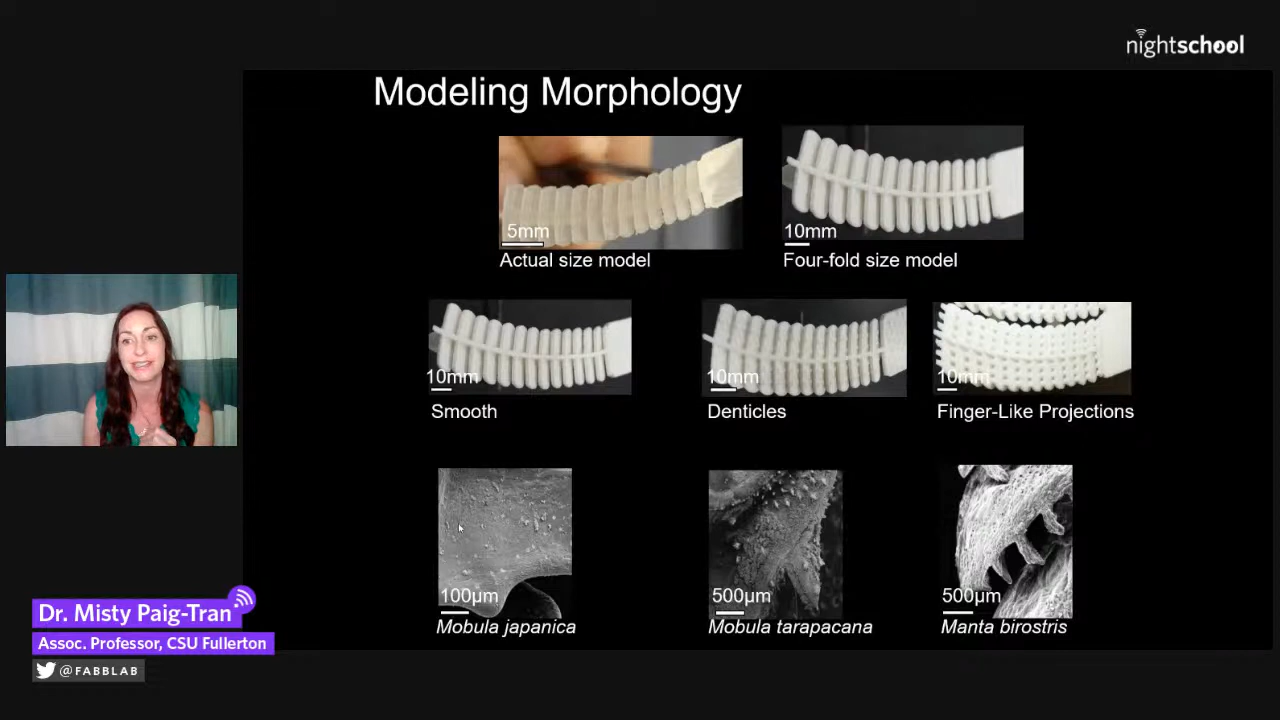 nightschool
Modeling Morphology
5mm
10mm
Actual size model
Four-fold size model
10mm
10mm
10mm
Smooth
Denticles
Finger-Like Projections
100μm
500μm
500μm
Mobula japanica
Mobula tarapacana
Manta birostris
Dr. Misty Paig-Tran
Assoc. Professor, CSU Fullerton
@FABBLAB